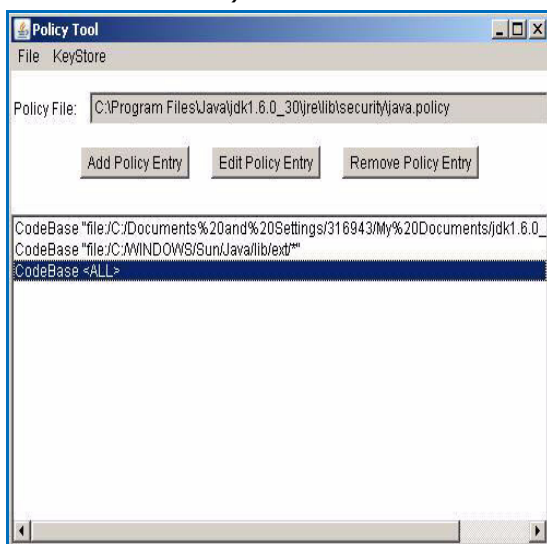 Policy Tool
File KeyStore
Policy File: C:\Program Files\Java\jdk1.6.0_30\jre\lib\security\java.policy
Add Policy Entry Edit Policy Entry Remove Policy Entry
CodeBase "file:/C:/Documents%20and%20Settings/316943/My%20Documents/jdk1.6.0_
CodeBase "file:/C:/WINDOWS/Sun/Java/lib/ext/*"
CodeBase <ALL>